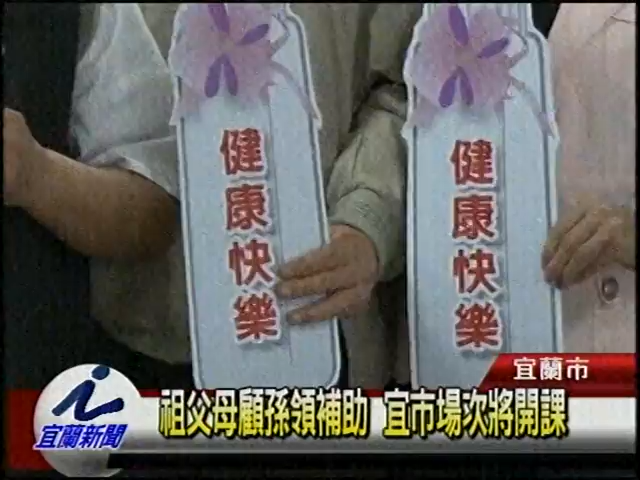 健康快樂
健康快樂
宜蘭市
祖父母顧孫領補助 宜市場次將開課
i
宜蘭新聞